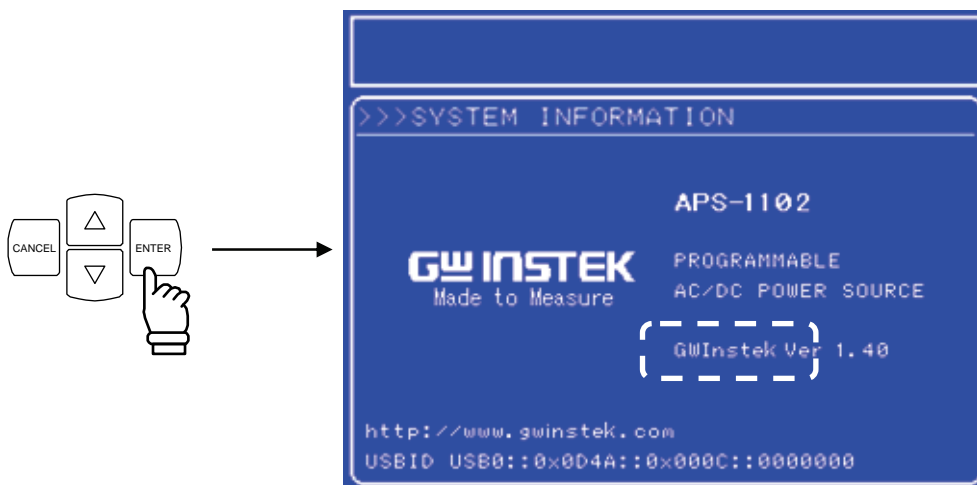 CANCEL
ENTER
>>>SYSTEM INFORMATION
APS-1102
GW INSTEK
Made to Measure
PROGRAMMABLE
AC/DC POWER SOURCE
GWInstek Ver 1.40
http://www.gwinstek.com
USBID USB0::0x0D4A::0x000C::0000000